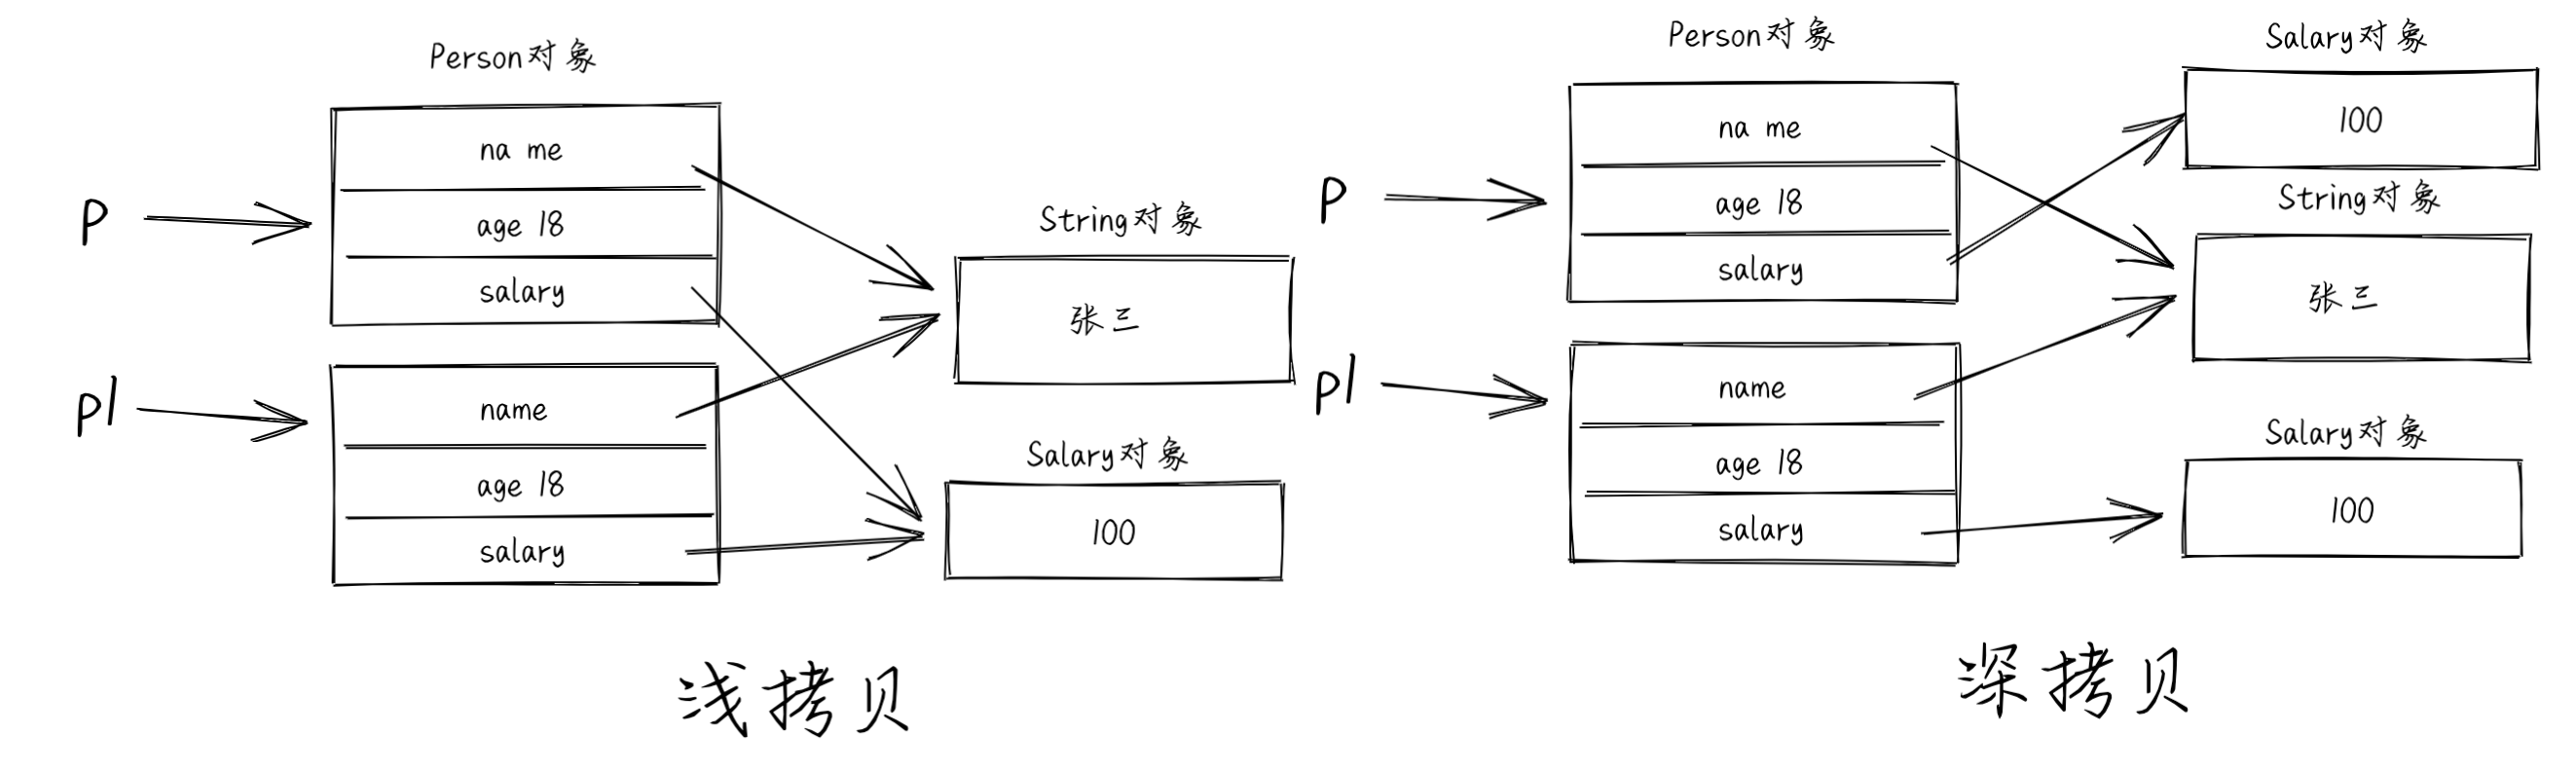 Person对象
na me
age 18
salary
p
p1
name
age 18
salary
String对象
张三
Salary对象
100
浅拷贝
Person对象
na me
age 18
salary
p
p1
name
age 18
salary
Salary对象
100
String对象
张三
Salary对象
100
深拷贝